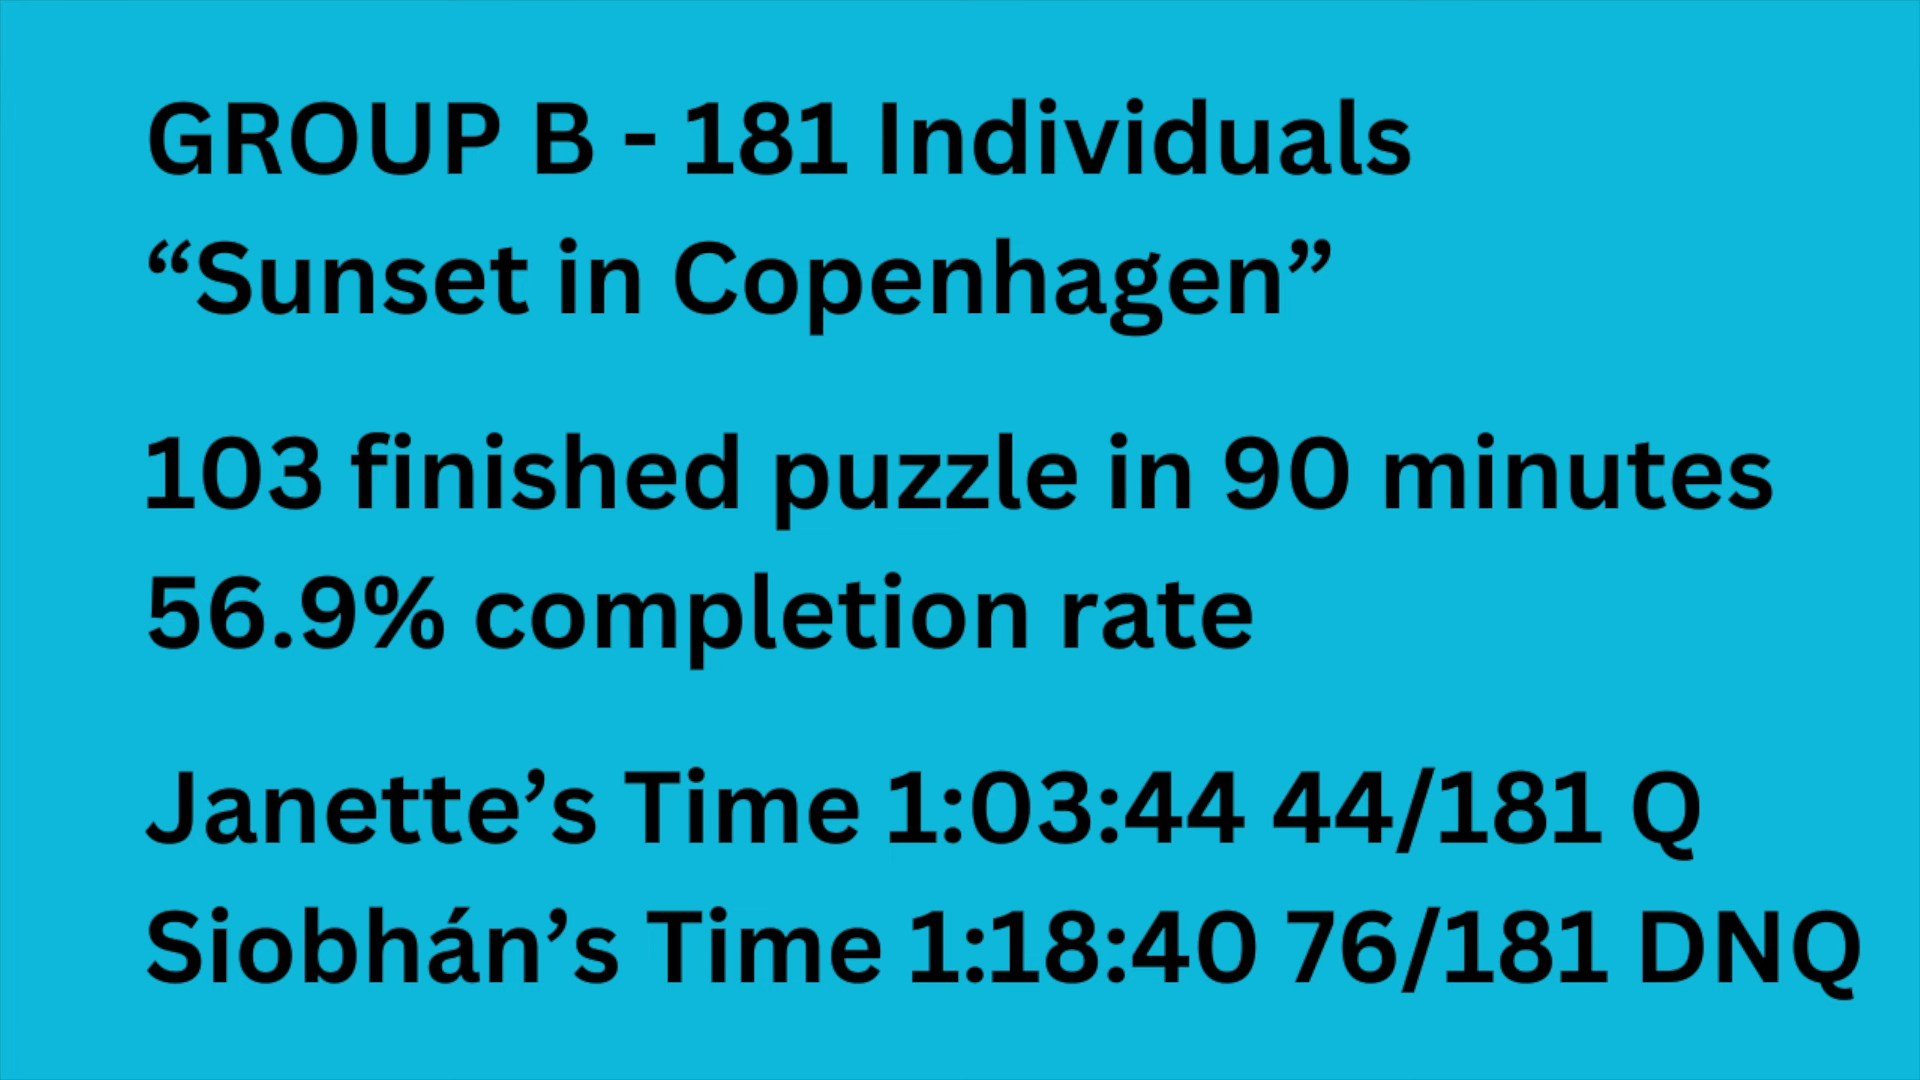 GROUP B - 181 Individuals
“Sunset in Copenhagen”
103 finished puzzle in 90 minutes
56.9% completion rate
Janette’s Time 1:03:44 44/181 Q
Siobhán’s Time 1:18:40 76/181 DNQ